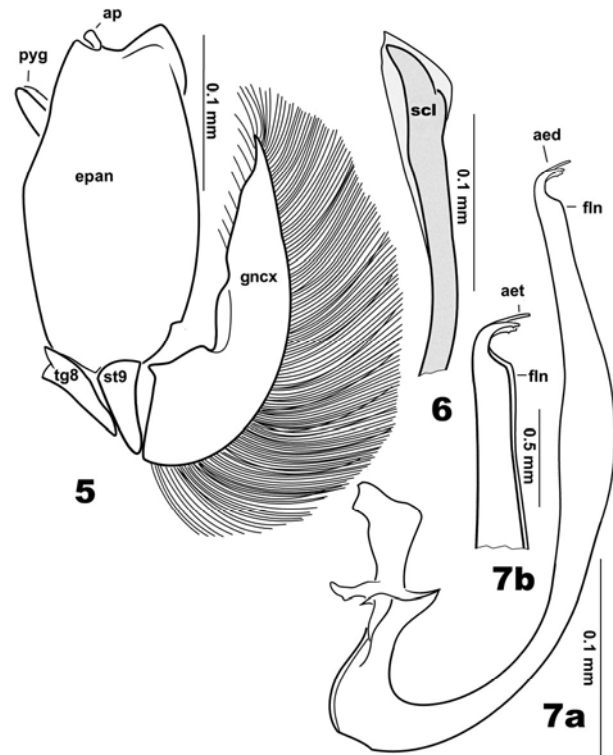 ap
pyg
0.1 mm
epan
gncx
tg8
st9
5
scl
0.1 mm
6
aed
fln
aet
fln
0.5 mm
7b
0.1 mm
7a